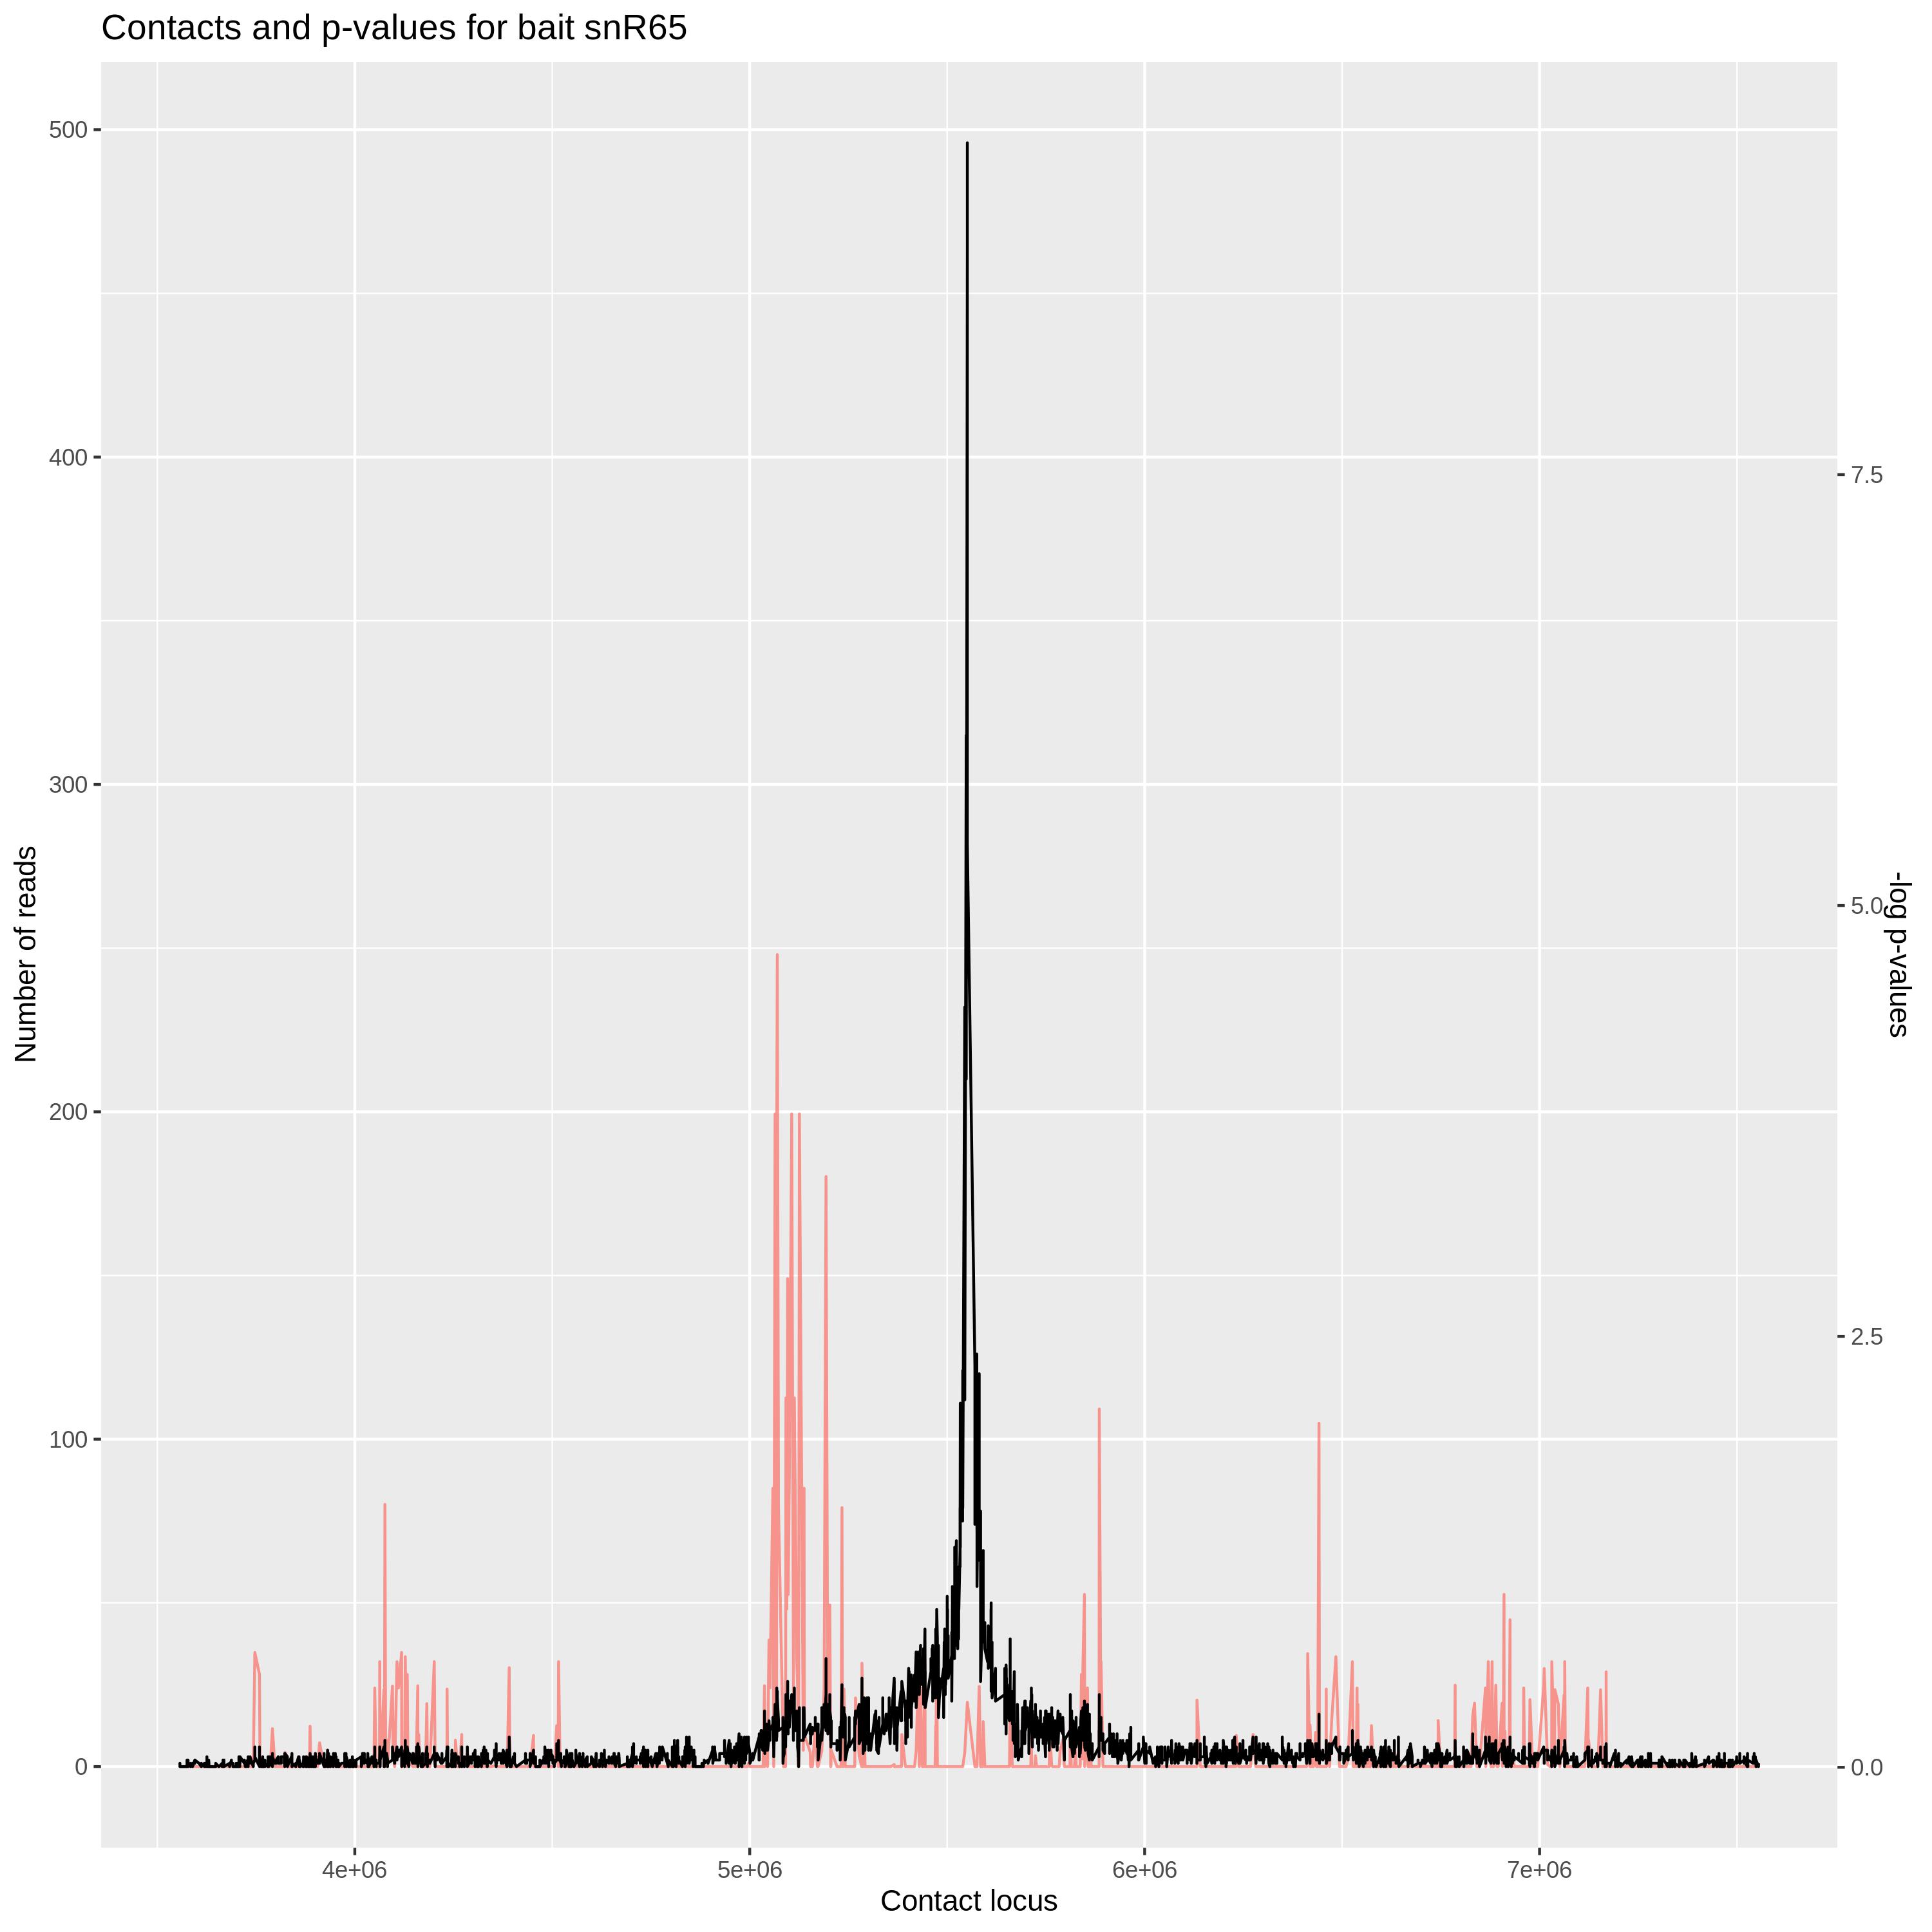 Contacts and p-values for bait snR65
500
400
300
200
100
0
Number of reads
7.5
5.0
2.5
0.0
-log p-values
4e+06 5e+06 6e+06 7e+06
Contact locus